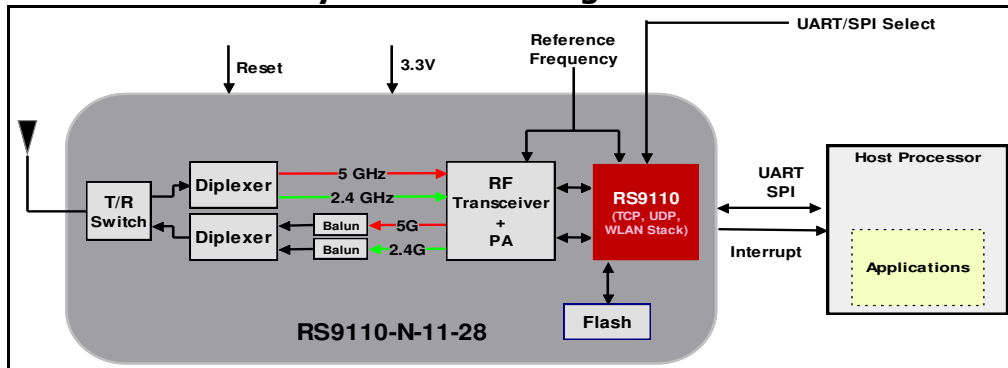 UART/SPI Select
Reference
Frequency
Reset
3.3V
Host Processor
5 GHz
Diplexer
2.4 GHz
T/R
Switch
Diplexer
Balun
5G
Balun
2.4G
RF
Transceiver
+
PA
RS9110
(TCP, UDP,
WLAN Stack)
UART
SPI
Interrupt
Applications
Flash
RS9110-N-11-28